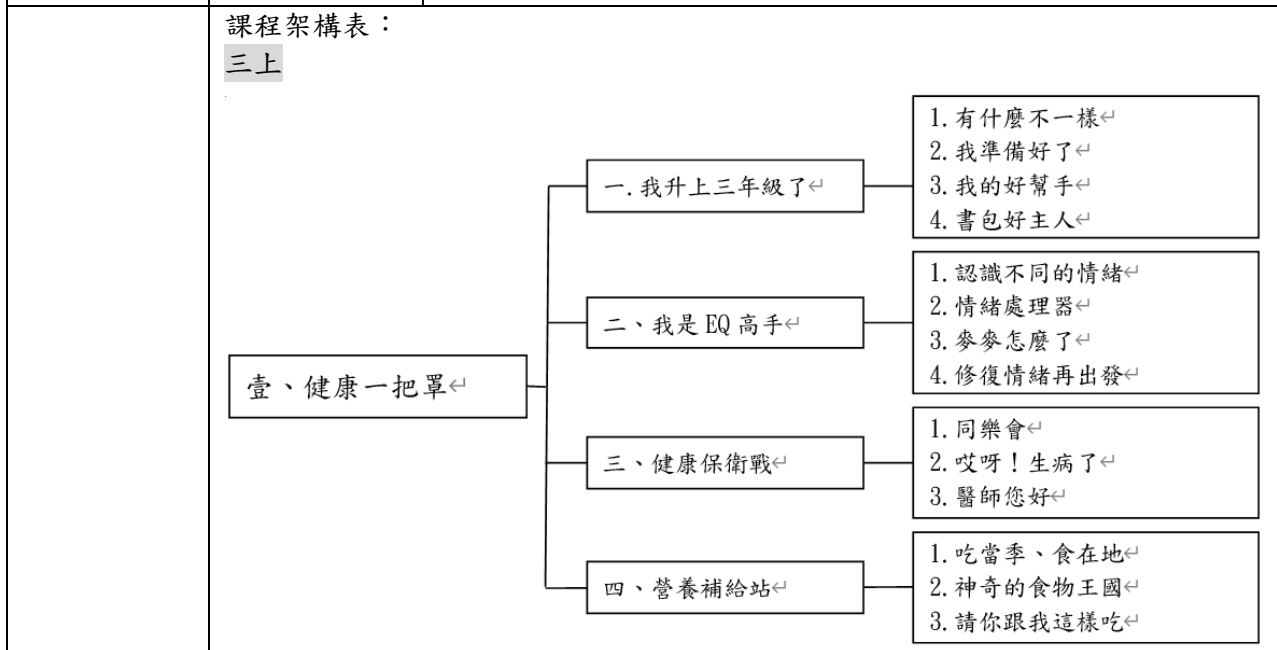 課程架構表：
三上
壹、健康一把罩
一.我升上三年級了
1.有什麼不一樣
2.我準備好了
3.我的好幫手
4.書包好主人
二、我是 EQ 高手
1.認識不同的情緒
2.情緒處理器
3.麥麥怎麼了
4.修復情緒再出發
三、健康保衛戰
1.同樂會
2.哎呀！生病了
3.醫師您好
四、營養補給站
1.吃當季、食在地
2.神奇的食物王國
3.請你跟我這樣吃